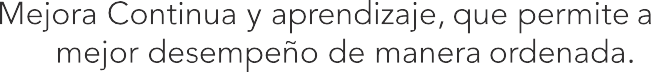 Mejora Continua y aprendizaje, que permite a
mejor desempeño de manera ordenada.